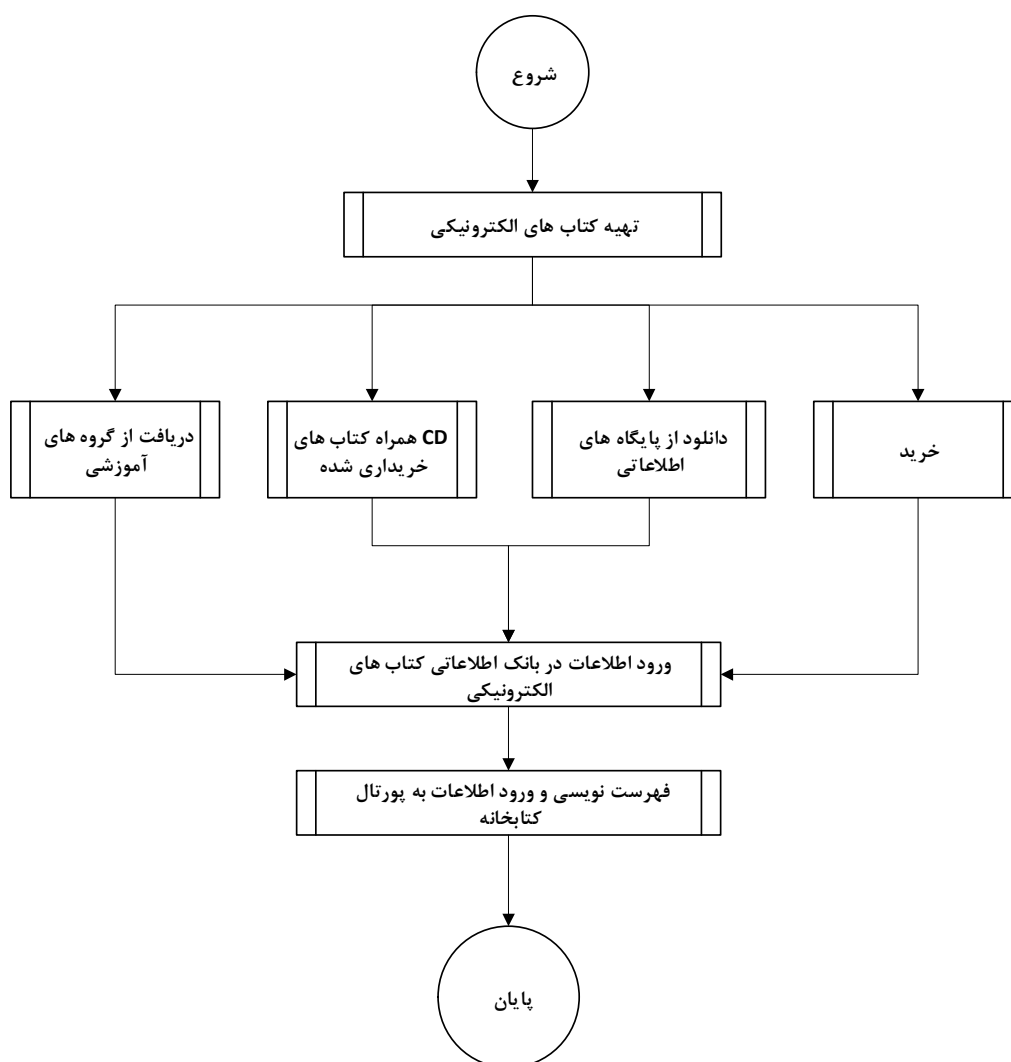 شروع
تهیه کتاب های الکترونیکی
خرید
دانلود از پایگاه های
اطلاعاتی
CD همراه کتاب های
خریداری شده
دریافت از گروه های
آموزشی
ورود اطلاعات در بانک اطلاعاتی کتاب های
الکترونیکی
فهرست نویسی و ورود اطلاعات به پورتال
کتابخانه
پایان